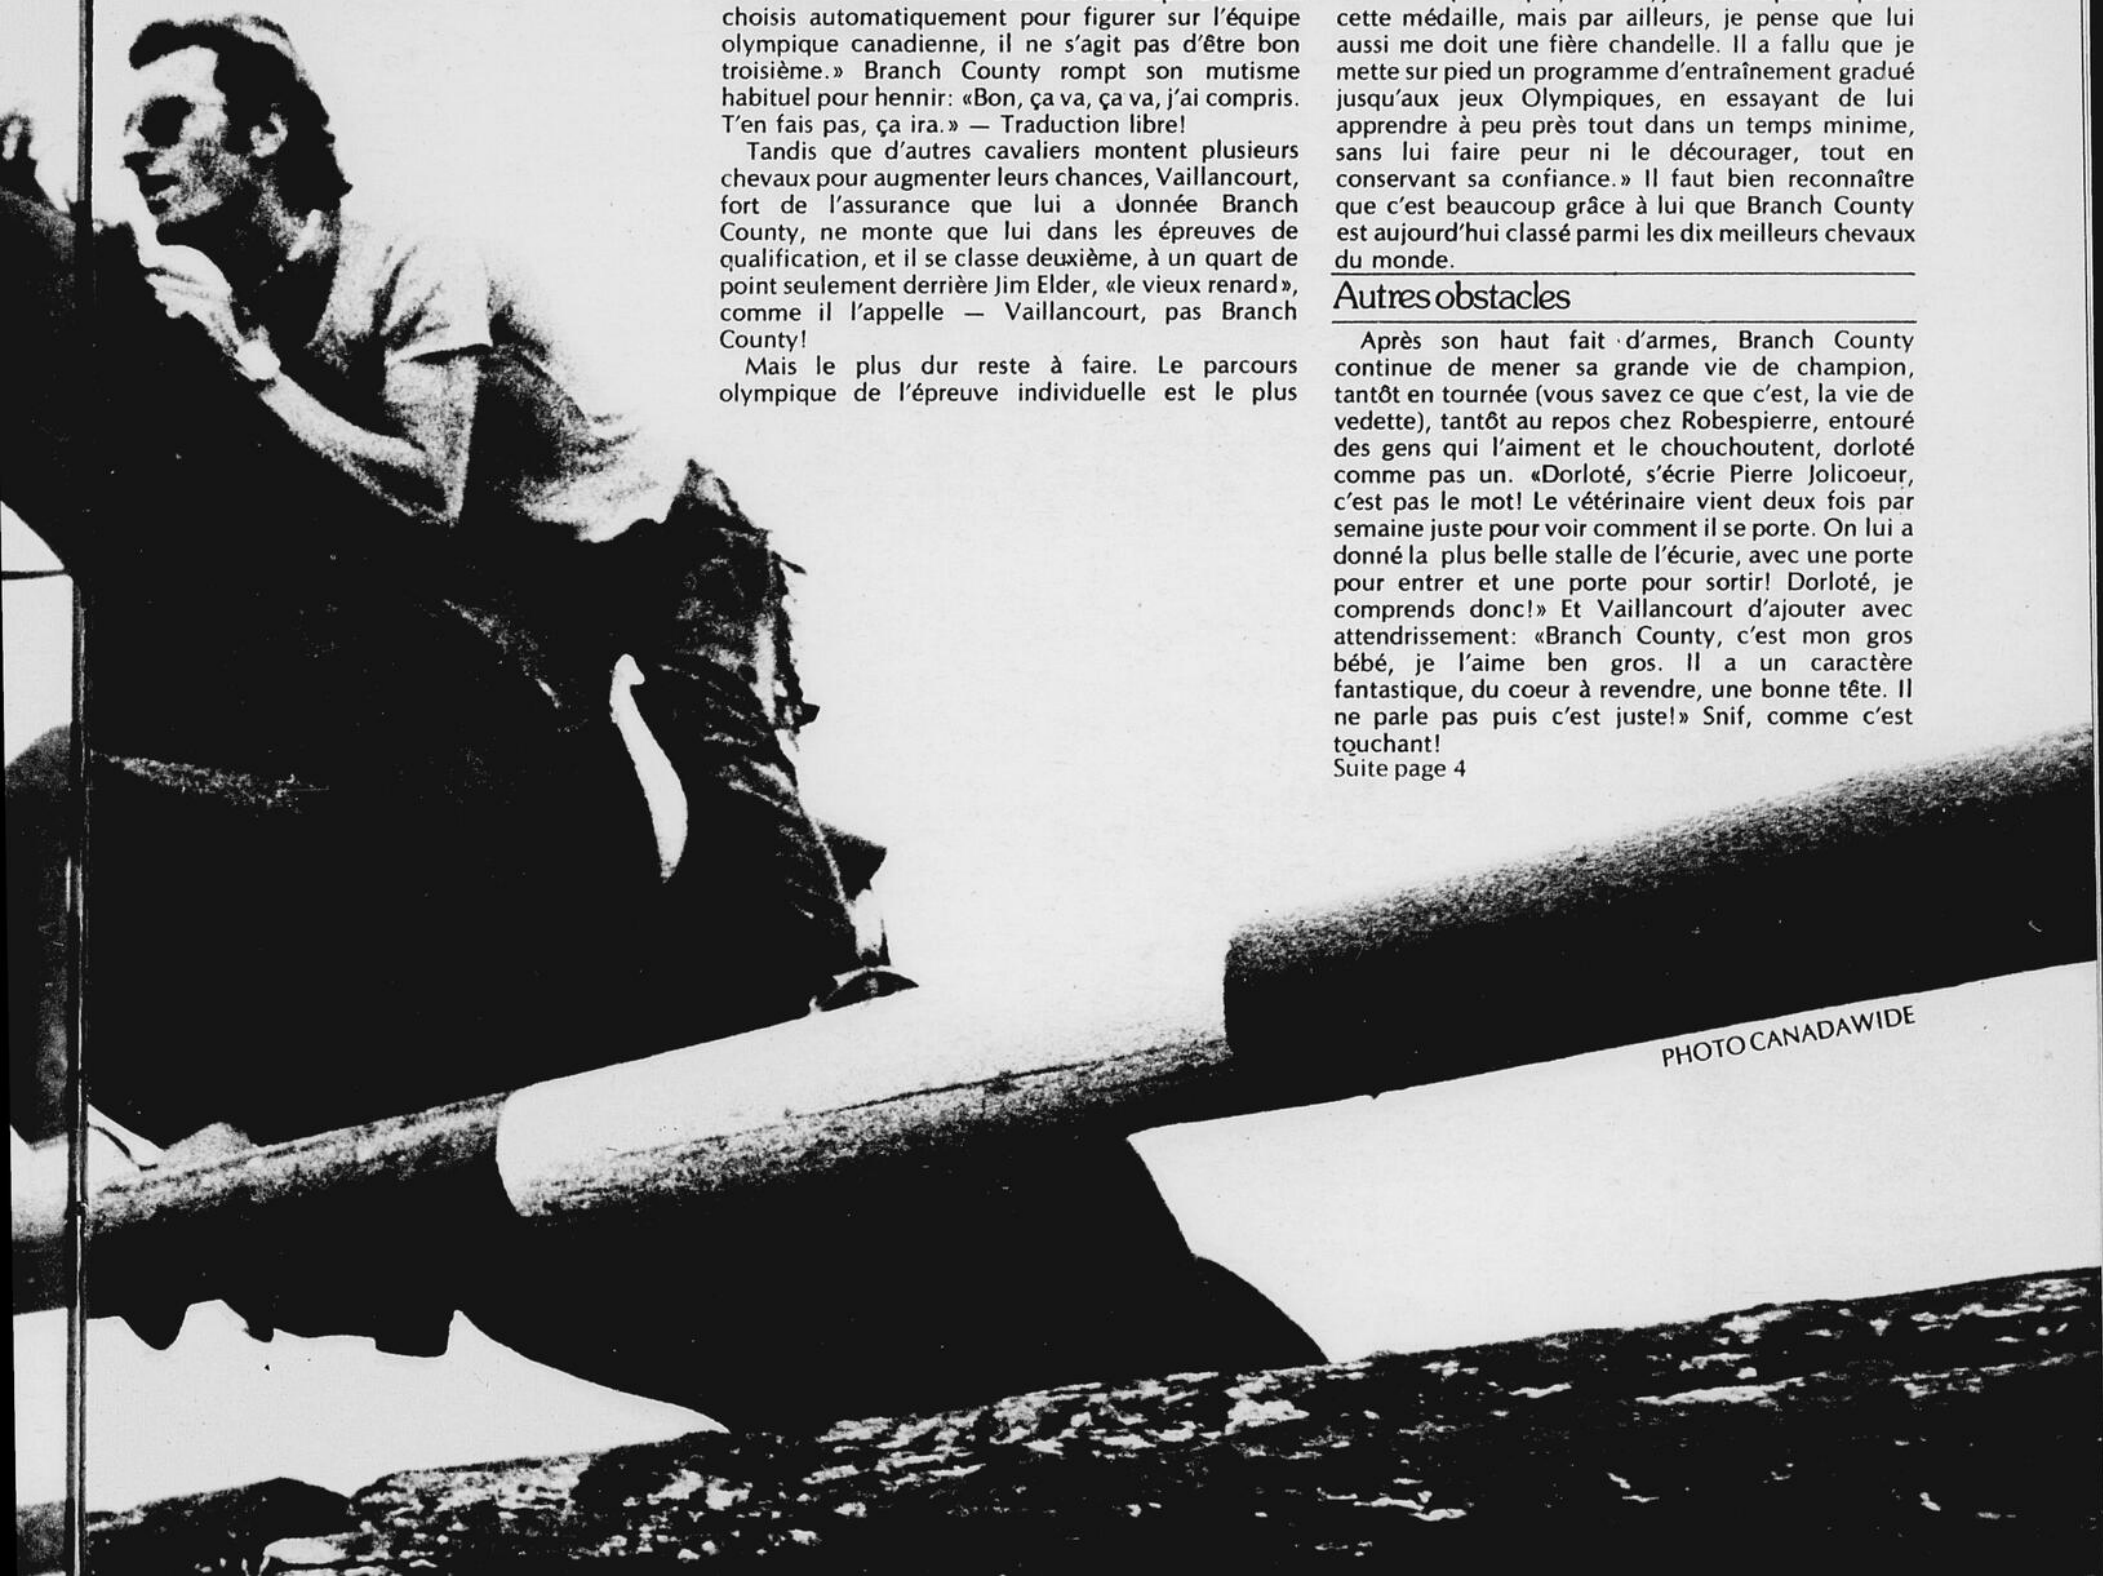 choisis automatiquement pour figurer sur l'équipe
olympique canadienne, il ne s'agit pas d'être bon
troisième.» Branch County rompt son mutisme
habituel pour hennir: «Bon, ça va, ça va, j'ai compris.
T'en fais pas, ça ira.» — Traduction libre!
Tandis que d'autres cavaliers montent plusieurs
chevaux pour augmenter leurs chances, Vaillancourt,
fort de l'assurance que lui a donnée Branch
County, ne monte que lui dans les épreuves de
qualification, et il se classe deuxième, à un quart de
point seulement derrière Jim Elder, «le vieux renard»,
comme il l'appelle — Vaillancourt, pas Branch
County!
Mais le plus dur reste à faire. Le parcours
olympique de l'épreuve individuelle est le plus
cette médaille, mais par ailleurs, je pense que lui
aussi me doit une fière chandelle. Il a fallu que je
mette sur pied un programme d'entraînement gradué
jusqu'aux jeux Olympiques, en essayant de lui
apprendre à peu près tout dans un temps minime,
sans lui faire peur ni le décourager, tout en
conservant sa confiance.» Il faut bien reconnaître
que c'est beaucoup grâce à lui que Branch County
est aujourd'hui classé parmi les dix meilleurs chevaux
du monde.
Autres obstacles
Après son haut fait d'armes, Branch County
continue de mener sa grande vie de champion,
tantôt en tournée (vous savez ce que c'est, la vie de
vedette), tantôt au repos chez Robespierre, entouré
des gens qui l'aiment et le chouchoutent, dorloté
comme pas un. «Dorloté, s'écrie Pierre Jolicoeur,
c'est pas le mot! Le vétérinaire vient deux fois par
semaine juste pour voir comment il se porte. On lui a
donné la plus belle stalle de l'écurie, avec une porte
pour entrer et une porte pour sortir! Dorloté, je
comprends donc!» Et Vaillancourt d'ajouter avec
attendrissement: «Branch County, c'est mon gros
bébé, je l'aime ben gros. Il a un caractère
fantastique, du coeur à revendre, une bonne tête. Il
ne parle pas puis c'est juste!» Snif, comme c'est
touchant!
Suite page 4
PHOTO CANADAWIDE